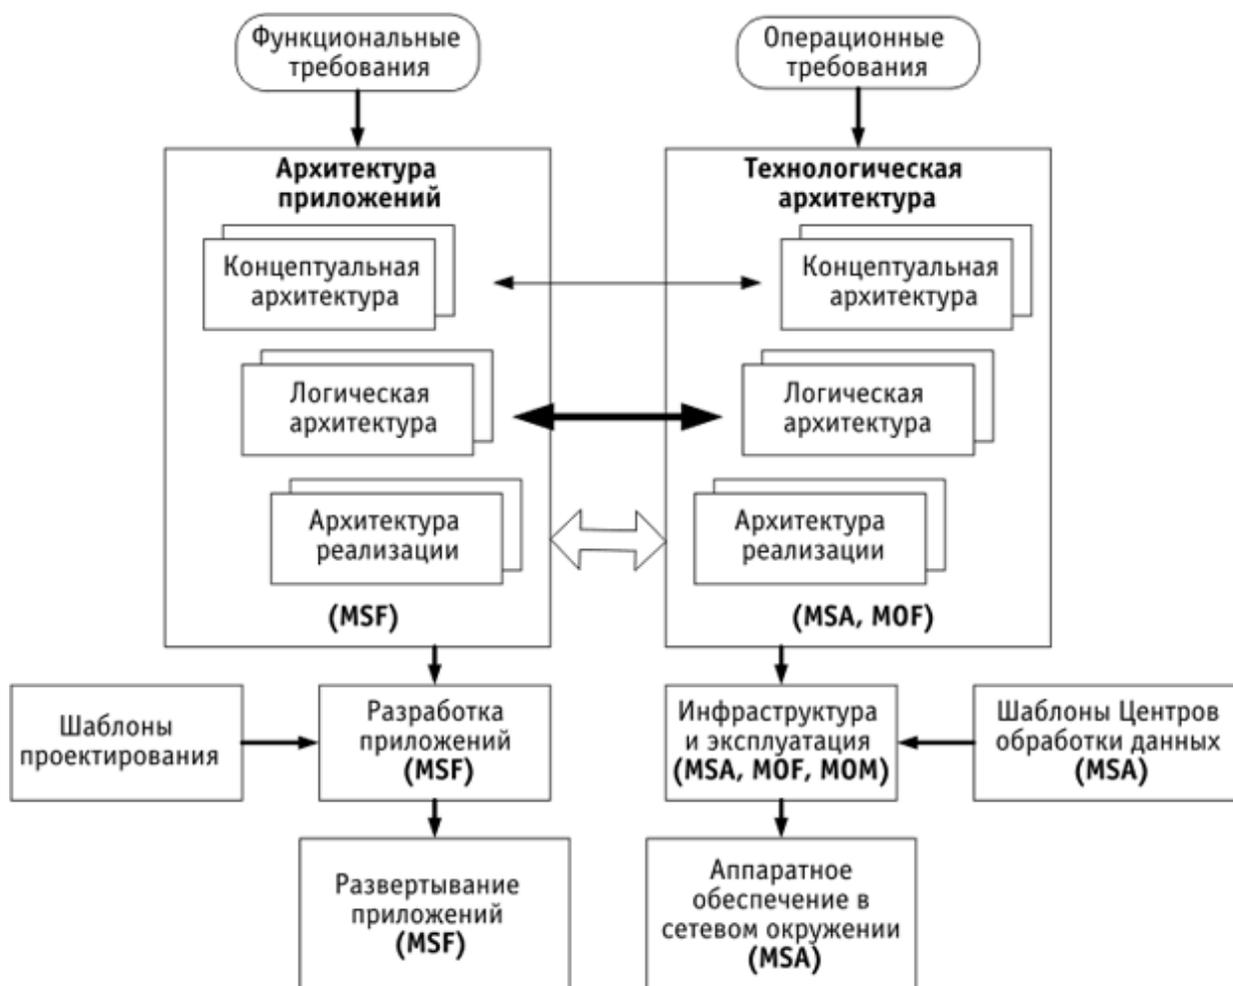 Функциональные
требования
Операционные
требования
Архитектура
приложений
Концептуальная
архитектура
Логическая
архитектура
Архитектура
реализации
(MSF)
Технологическая
архитектура
Концептуальная
архитектура
Логическая
архитектура
Архитектура
реализации
(MSA, MOF)
Шаблоны
проектирования
Разработка
приложений
(MSF)
Инфраструктура
и эксплуатация
(MSA, MOF, MOM)
Шаблоны Центров
обработки данных
(MSA)
Развертывание
приложений
(MSF)
Аппаратное
обеспечение в
сетевом окружении
(MSA)